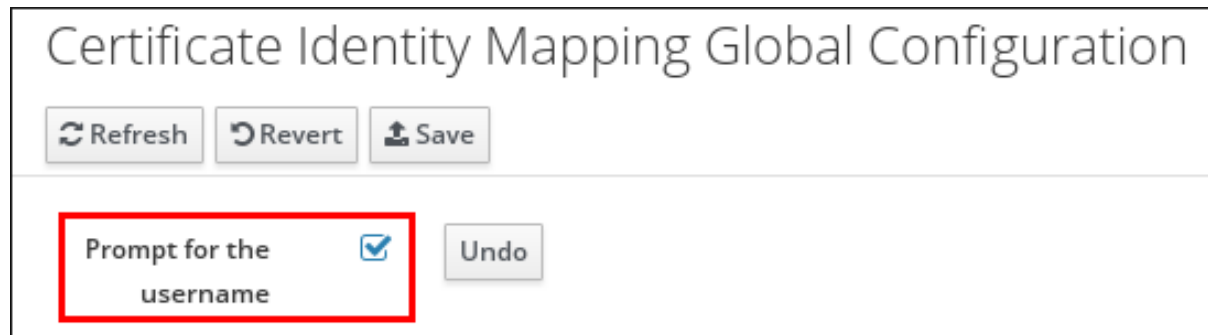 Certificate Identity Mapping Global Configuration
Refresh Revert Save
Prompt for the Undo
username